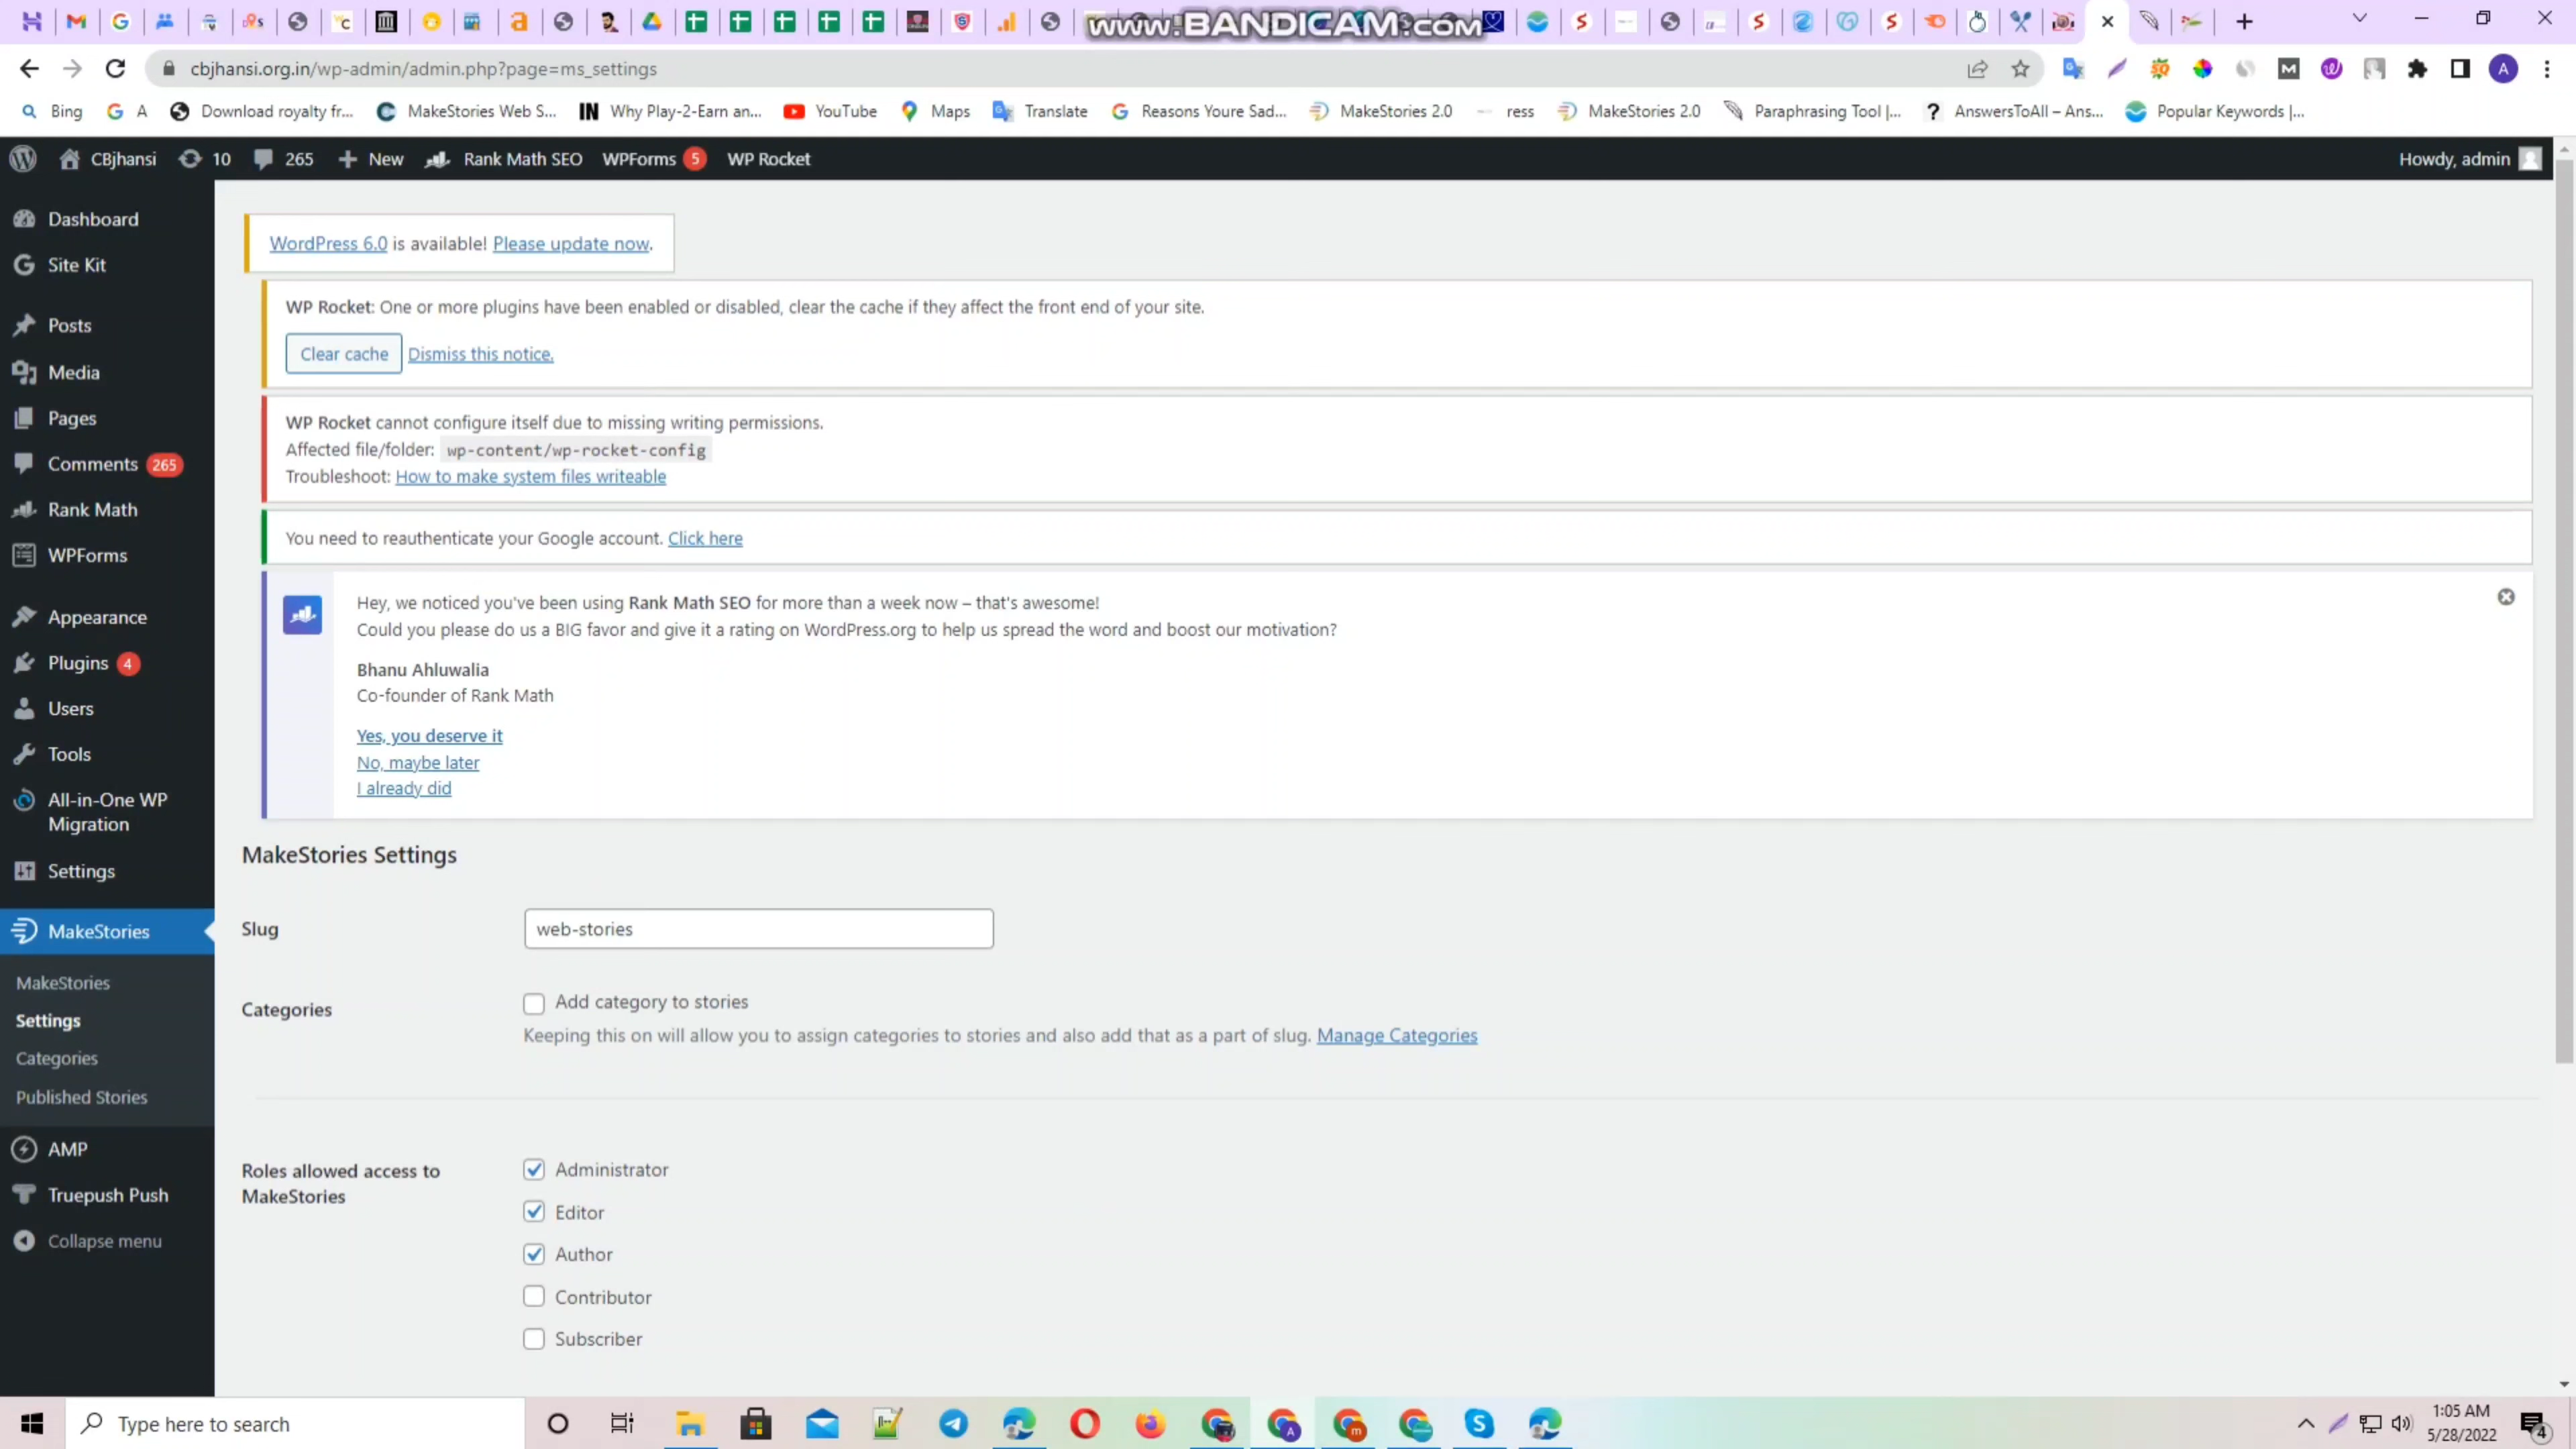 www.BANDICAM.com
cbjhansi.org.in/wp-admin/admin.php?page=ms_settings
Bing
A
Download royalty fr...
MakeStories Web S...
Why Play-2-Earn an...
YouTube
Maps
Translate
Reasons Youre Sad...
MakeStories 2.0
ress
MakeStories 2.0
Paraphrasing Tool |...
AnswersToAll – Ans...
Popular Keywords |...
CBjhansi
10
265
New
Rank Math SEO
WPForms 5
WP Rocket
Howdy, admin
Dashboard
Site Kit
Posts
Media
Pages
Comments 265
Rank Math
WPForms
Appearance
Plugins 4
Users
Tools
All-in-One WP
Migration
Settings
MakeStories
MakeStories
Settings
Categories
Published Stories
AMP
Truepush Push
Collapse menu
WordPress 6.0 is available! Please update now.
WP Rocket: One or more plugins have been enabled or disabled, clear the cache if they affect the front end of your site.
Clear cache Dismiss this notice.
WP Rocket cannot configure itself due to missing writing permissions.
Affected file/folder: wp-content/wp-rocket-config
Troubleshoot: How to make system files writeable
You need to reauthenticate your Google account. Click here
Hey, we noticed you've been using Rank Math SEO for more than a week now – that's awesome!
Could you please do us a BIG favor and give it a rating on WordPress.org to help us spread the word and boost our motivation?
Bhanu Ahluwalia
Co-founder of Rank Math
Yes, you deserve it
No, maybe later
I already did
MakeStories Settings
Slug
web-stories
Categories
Add category to stories
Keeping this on will allow you to assign categories to stories and also add that as a part of slug. Manage Categories
Roles allowed access to
MakeStories
Administrator
Editor
Author
Contributor
Subscriber
Type here to search
1:05 AM
5/28/2022
4